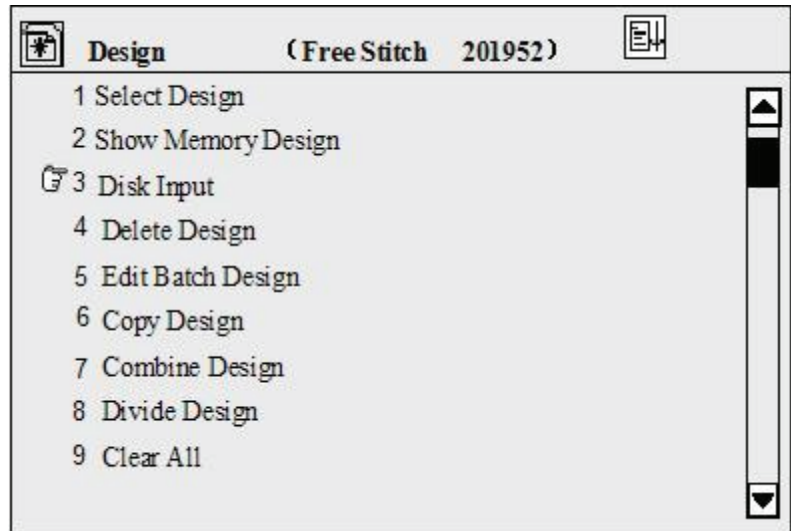 Design (Free Stitch 201952)
1 Select Design
2 Show Memory Design
3 Disk Input
4 Delete Design
5 Edit Batch Design
6 Copy Design
7 Combine Design
8 Divide Design
9 Clear All